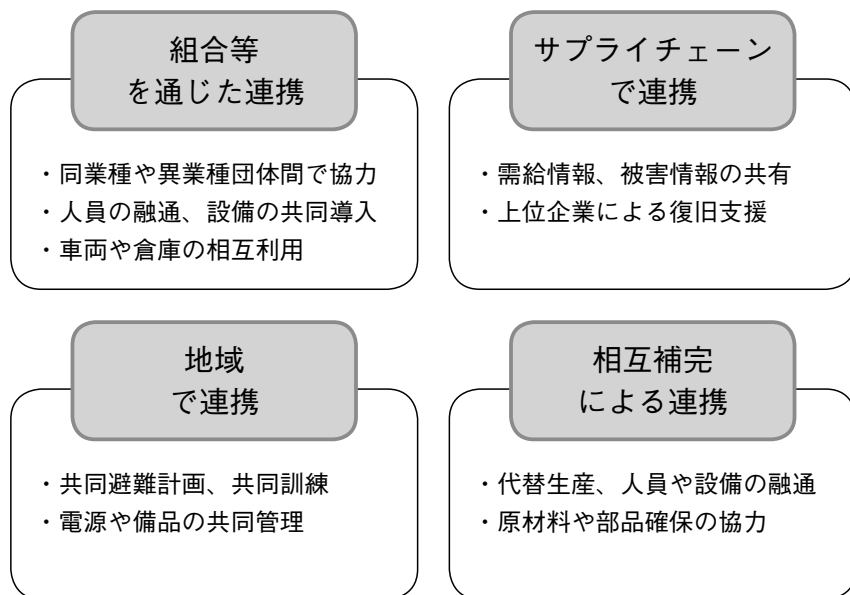 組合等
を通じた連携
・同業種や異業種団体間で協力
・人員の融通、設備の共同導入
・車両や倉庫の相互利用
サプライチェーン
で連携
・需給情報、被害情報の共有
・上位企業による復旧支援
地域
で連携
・共同避難計画、共同訓練
・電源や備品の共同管理
相互補完
による連携
・代替生産、人員や設備の融通
・原材料や部品確保の協力